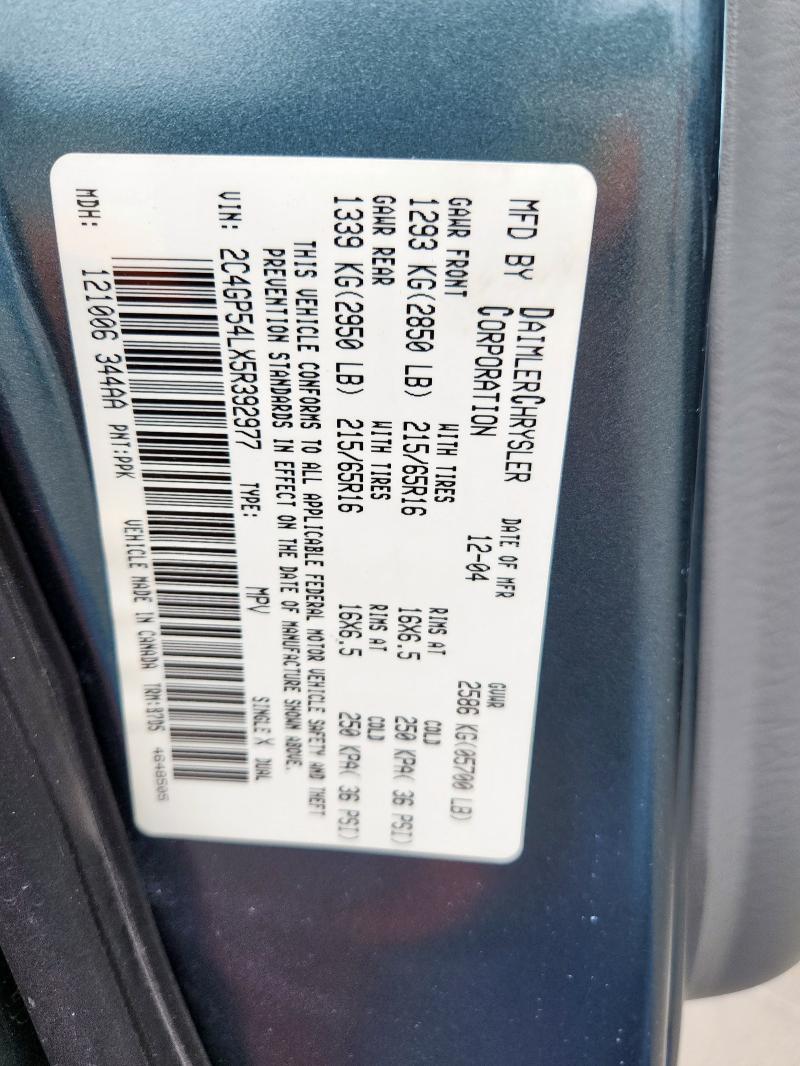 MFD BY DAIMLERCHRYSLER CORPORATION
DATE OF MFR 12-04
GVWR 2586 KG(05700 LB)
GAWR FRONT WITH TIRES RIMS AT COLD
1293 KG(2850 LB) 215/65R16 16X6.5 250 KPA( 36 PSI)
GAWR REAR WITH TIRES RIMS AT COLD
1339 KG(2950 LB) 215/65R16 16X6.5 250 KPA( 36 PSI)
THIS VEHICLE CONFORMS TO ALL APPLICABLE FEDERAL MOTOR VEHICLE SAFETY AND THEFT
PREVENTION STANDARDS IN EFFECT ON THE DATE OF MANUFACTURE SHOWN ABOVE.
VIN: 2C4GP54LX5R392977 TYPE: MPV SINGLE X DUAL
MDH: 121006 344AA PNT:PPK VEHICLE MADE IN CANADA TRM:B7D5 4648505